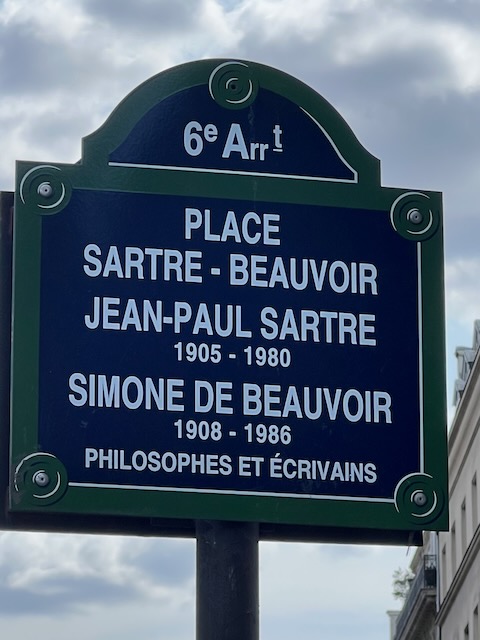 6e Arrt
PLACE
SARTRE - BEAUVOIR
JEAN-PAUL SARTRE
1905 - 1980
SIMONE DE BEAUVOIR
1908 - 1986
PHILOSOPHES ET ÉCRIVAINS